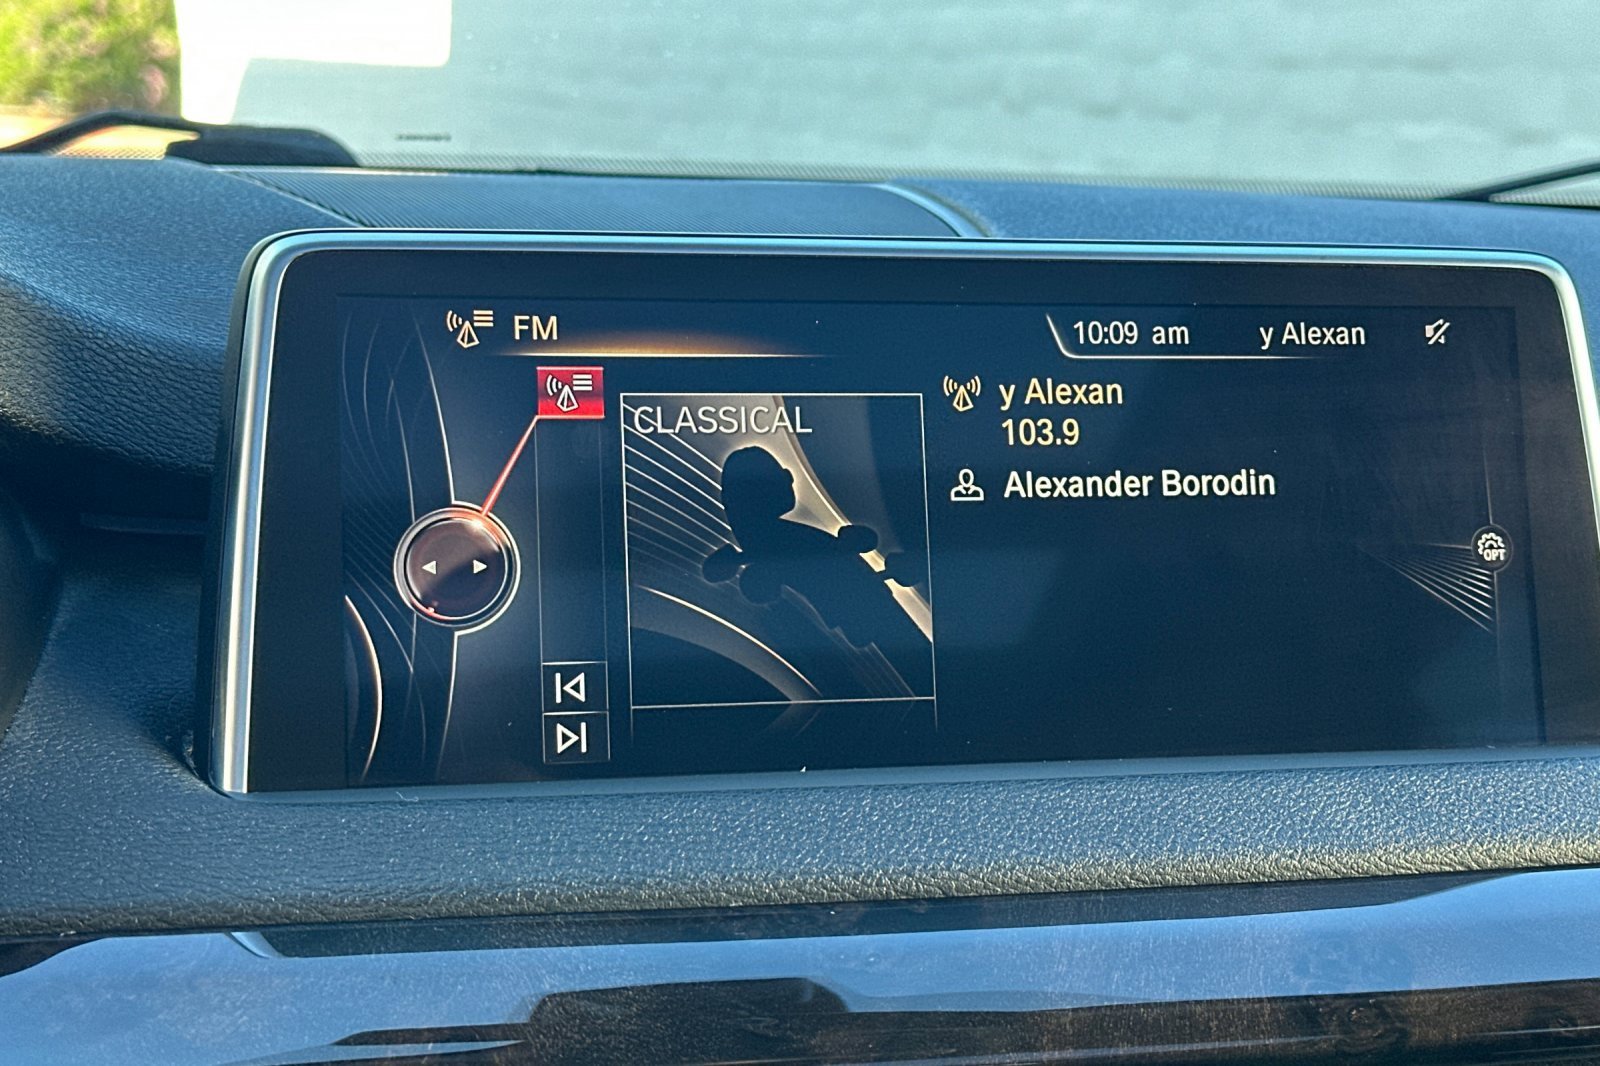 FM
10:09 am
y Alexan
CLASSICAL
y Alexan
103.9
Alexander Borodin
OPT